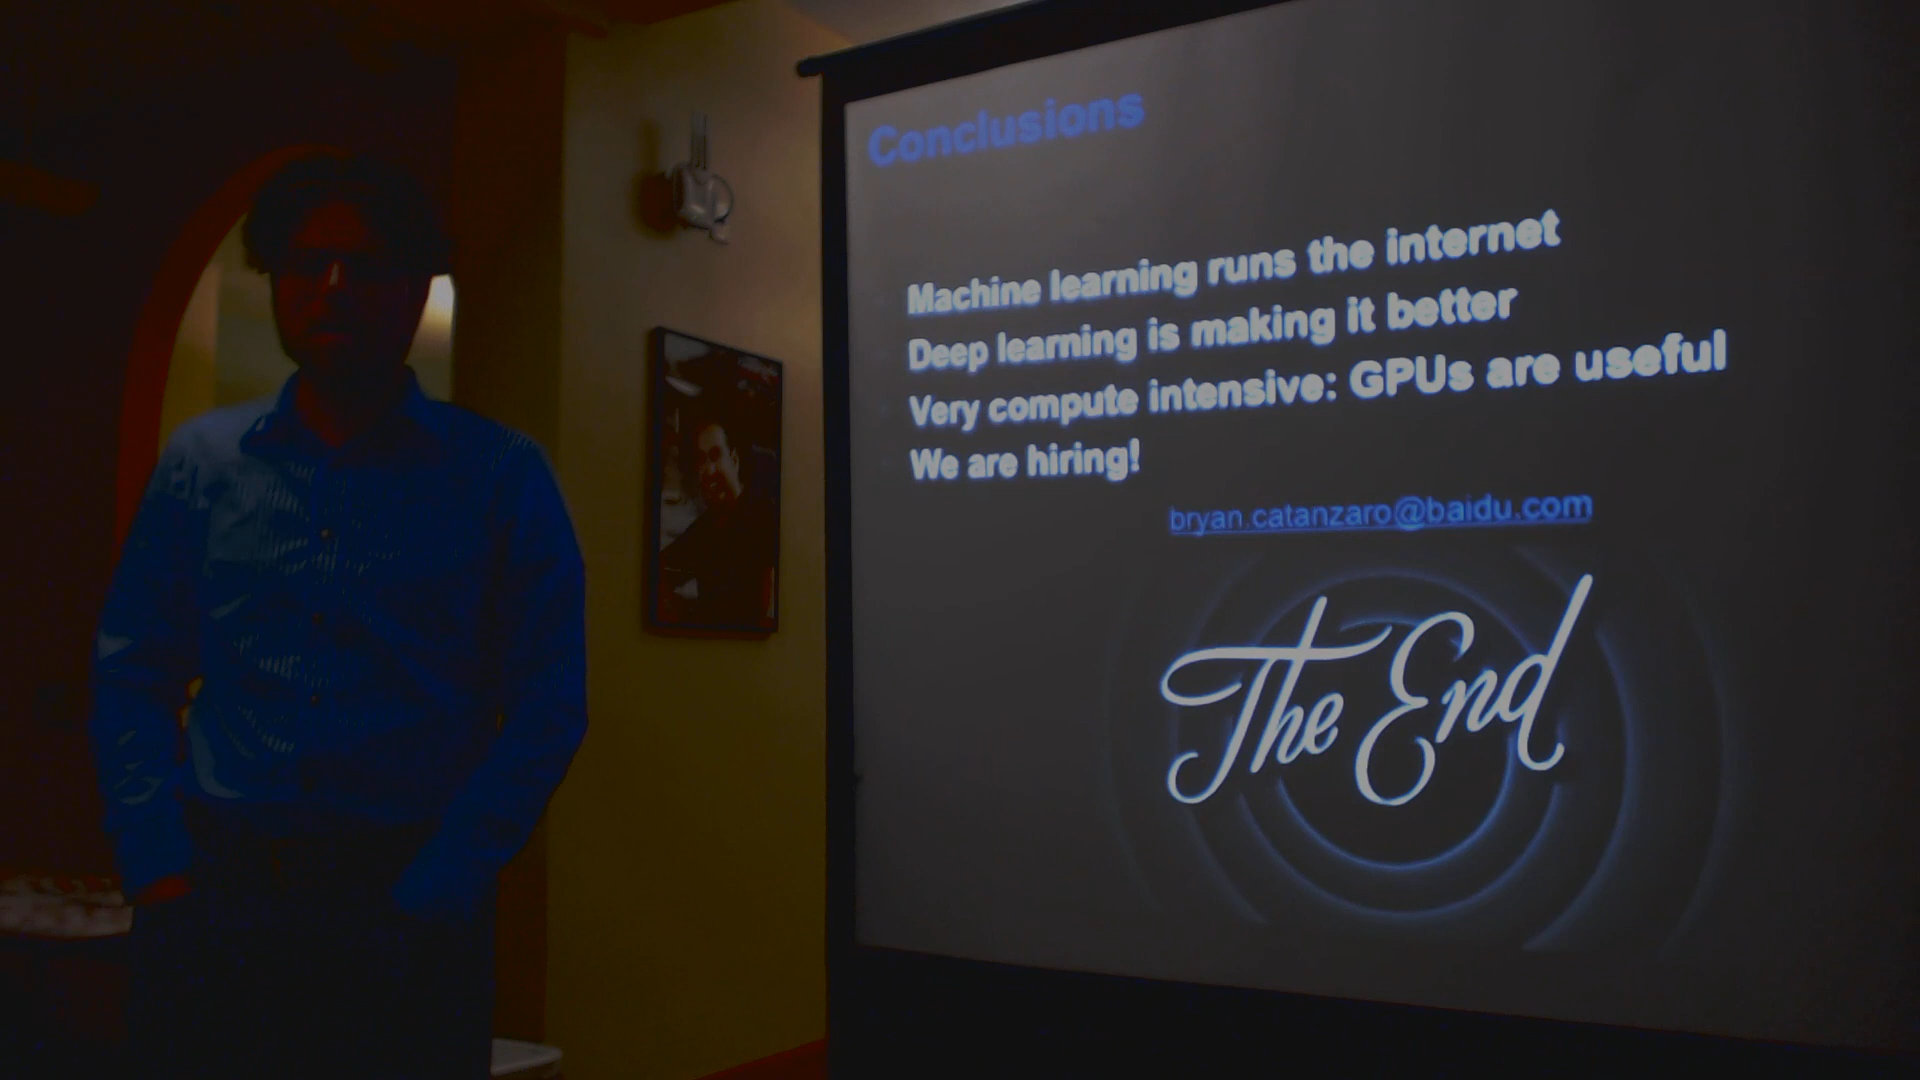 Conclusions
Machine learning runs the internet
Deep learning is making it better
Very compute intensive: GPUs are useful
We are hiring!
bryan.catanzaro@baidu.com
The End